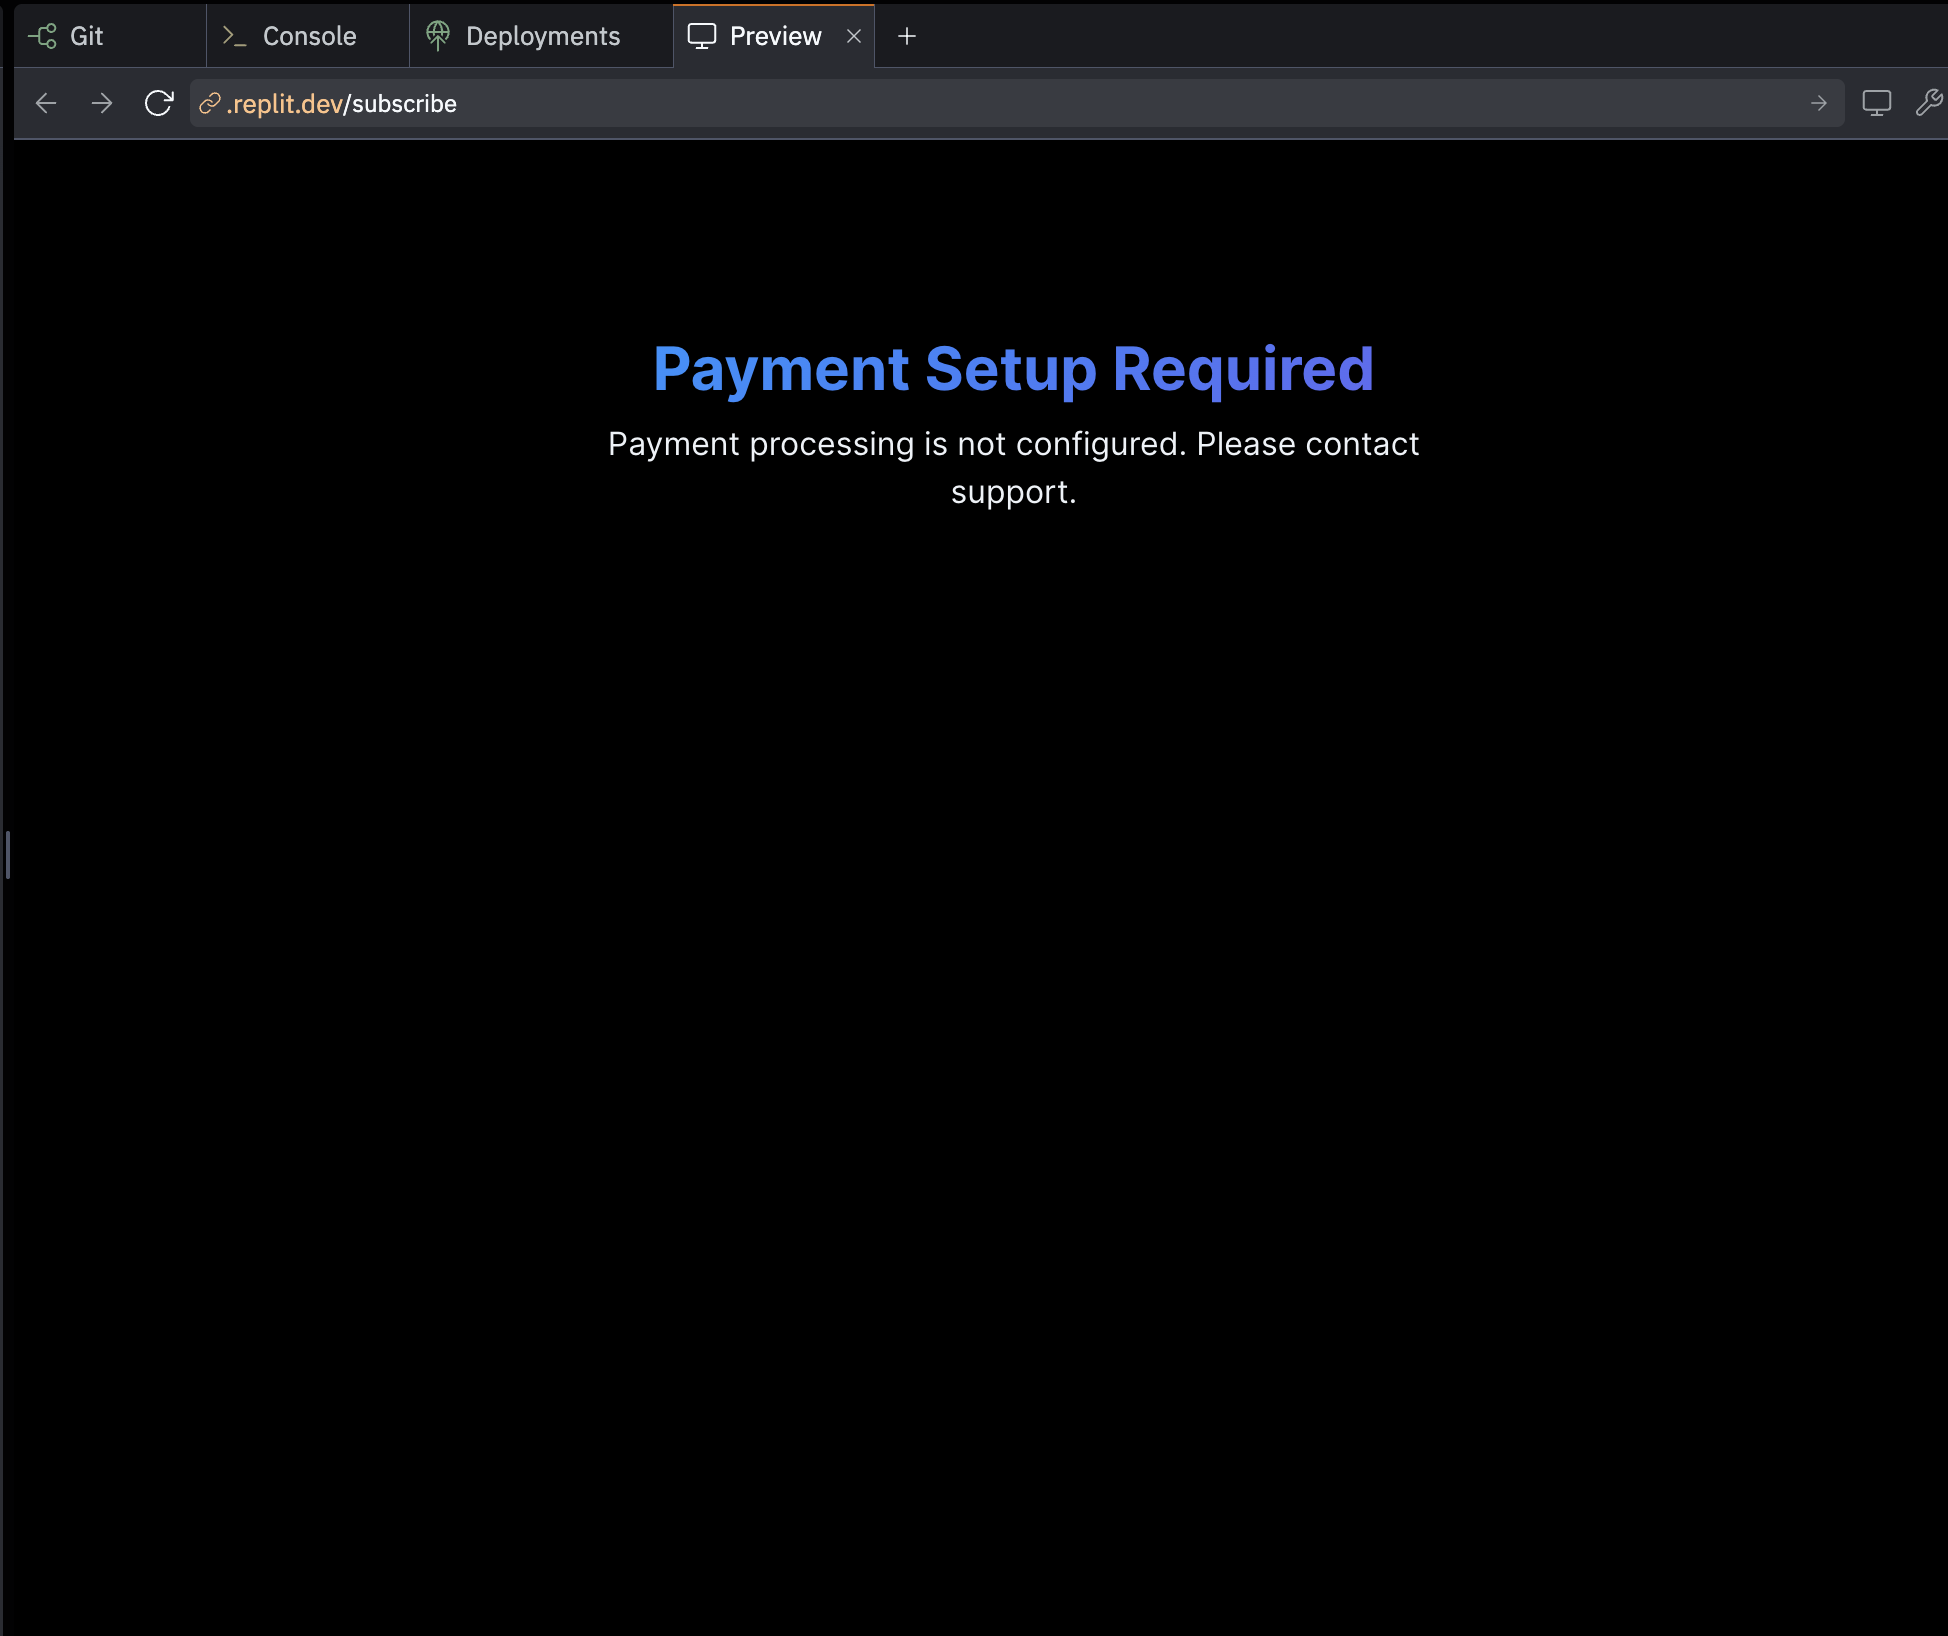 Git
Console
Deployments
Preview
.replit.dev/subscribe
Payment Setup Required
Payment processing is not configured. Please contact
support.